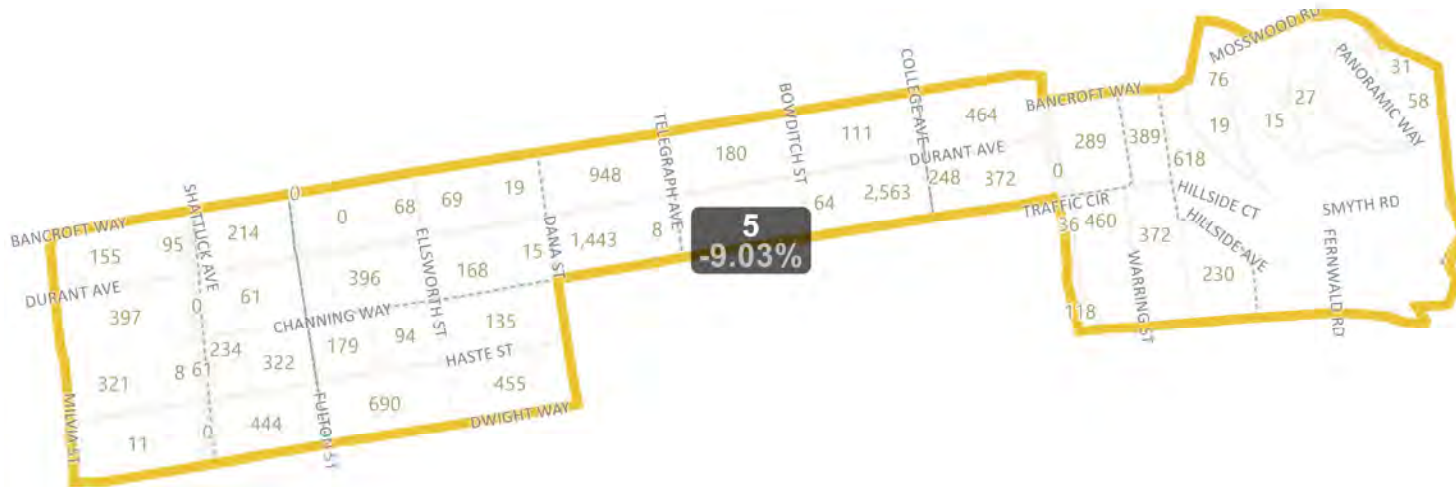 MOSSWOOD RD
31
PANORAMIC WAY
76
27
58
19
15
COLLEGE AVE
BANCROFT WAY
464
BOWDITCH ST
111
289
389
TELEGRAPH AVE
180
DURANT AVE
618
948
19
69
68
0
0
SHATTUCK AVE
214
BANCROFT WAY
95
155
2,563
248
372
0
64
TRAFFIC CIR
HILLSIDE CT
SMYTH RD
36
460
372
HILLSIDE AVE
5
-9.03%
8
1,443
DANA ST
15
ELLSWORTH ST
168
396
61
DURANT AVE
0
397
FERNWALD RD
WARRING ST
230
118
CHANNING WAY
135
94
179
HASTE ST
234
322
8
61
321
455
690
DWIGHT WAY
FULTON ST
444
0
11
MILVIA ST